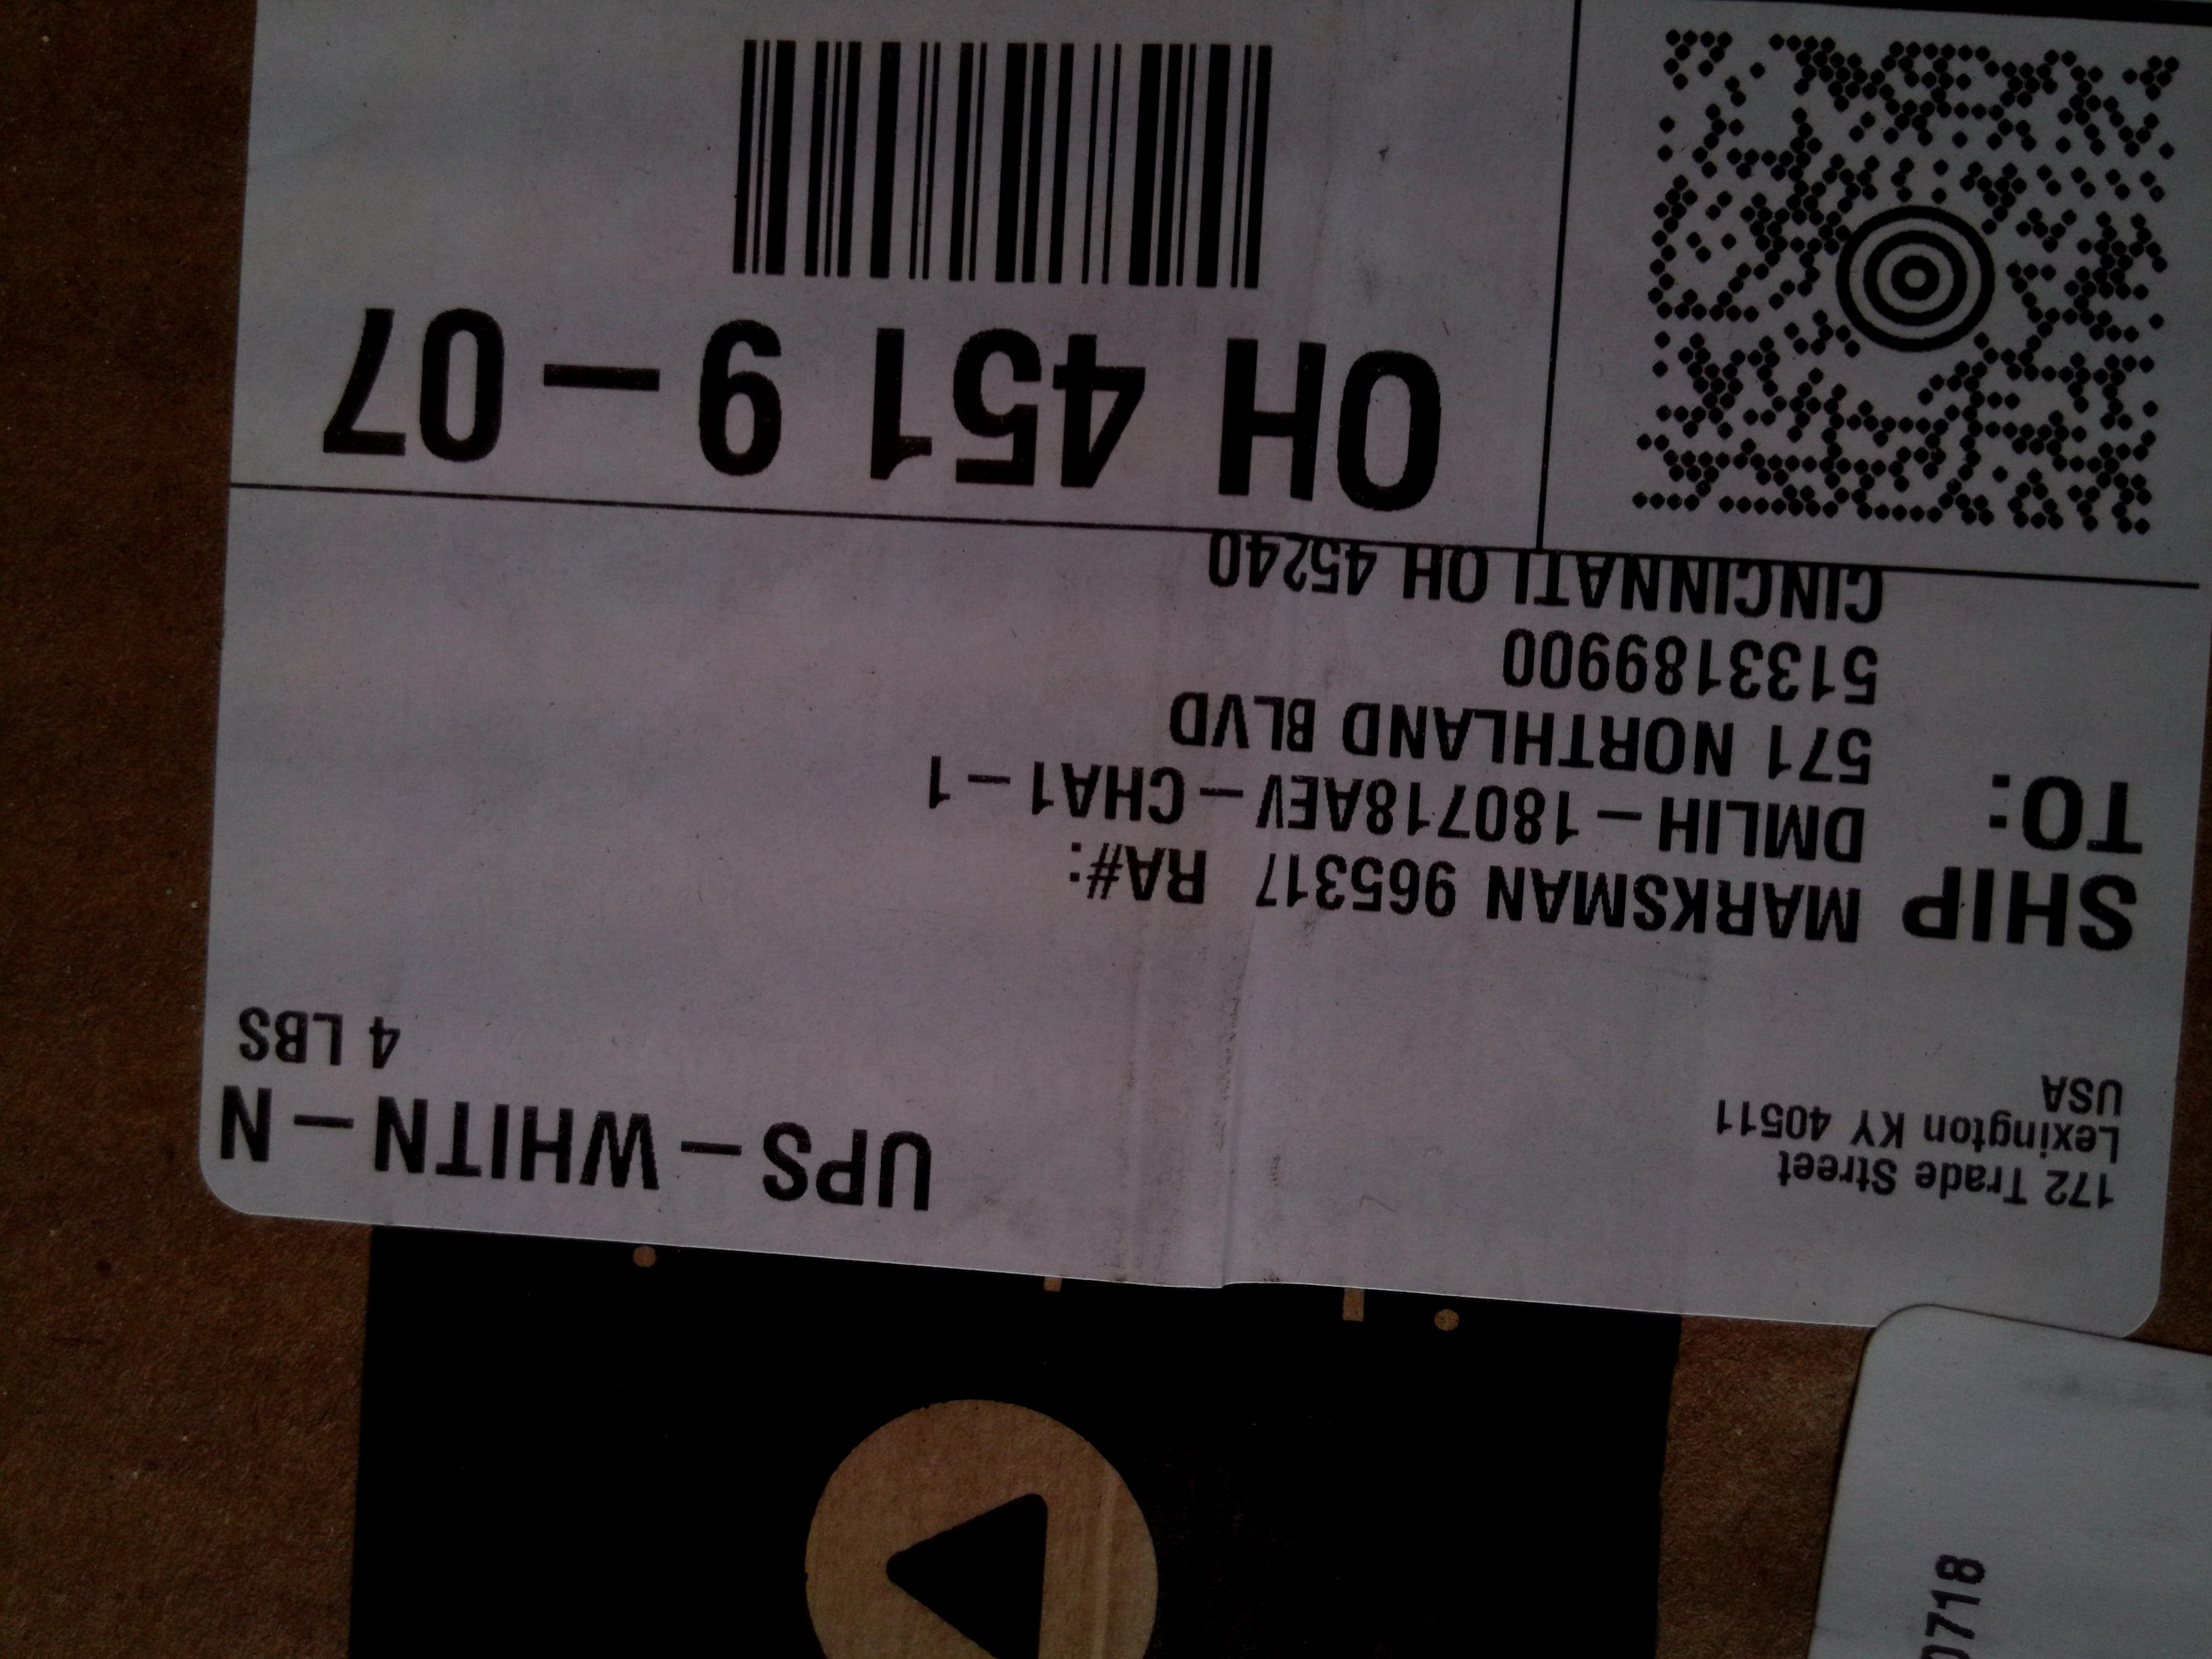 172 Trade Street
Lexington KY 40511
USA
UPS-WHITN-N
4 LBS
SHIP
TO:
MARKSMAN 965317 RA#:
DMLIH-180718AEV-CHA1-1
571 NORTHLAND BLVD
5133189900
CINCINNATI OH 45240
OH 451 9-07
0718